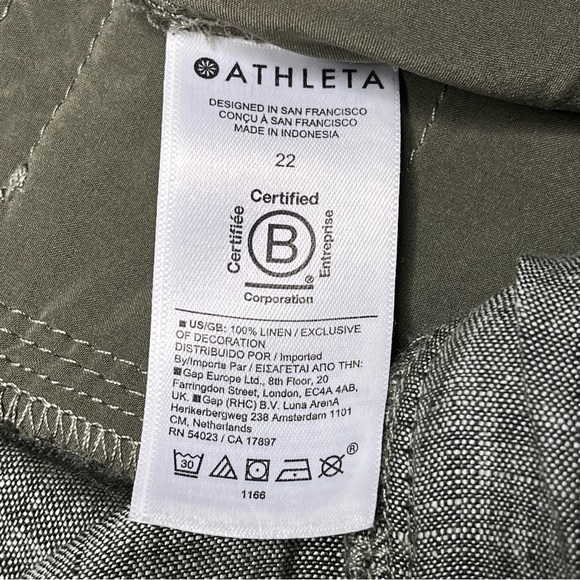 ATHLETA
DESIGNED IN SAN FRANCISCO
CONÇU À SAN FRANCISCO
MADE IN INDONESIA
22
Certified
Certifiée
B
Entreprise
®
Corporation
US/GB: 100% LINEN / EXCLUSIVE
OF DECORATION
DISTRIBUIDO POR / Imported
By/Importe Par / ΕΙΣΑΓΕΤΑΙ ΑΠΟ ΤΗΝ:
Gap Europe Ltd., 8th Floor, 20
Farringdon Street, London, EC4A 4AB,
UK. Gap (RHC) B.V. Luna ArenA
Herikerbergweg 238 Amsterdam 1101
CM, Netherlands
RN 54023 / CA 17897
30
®
1166